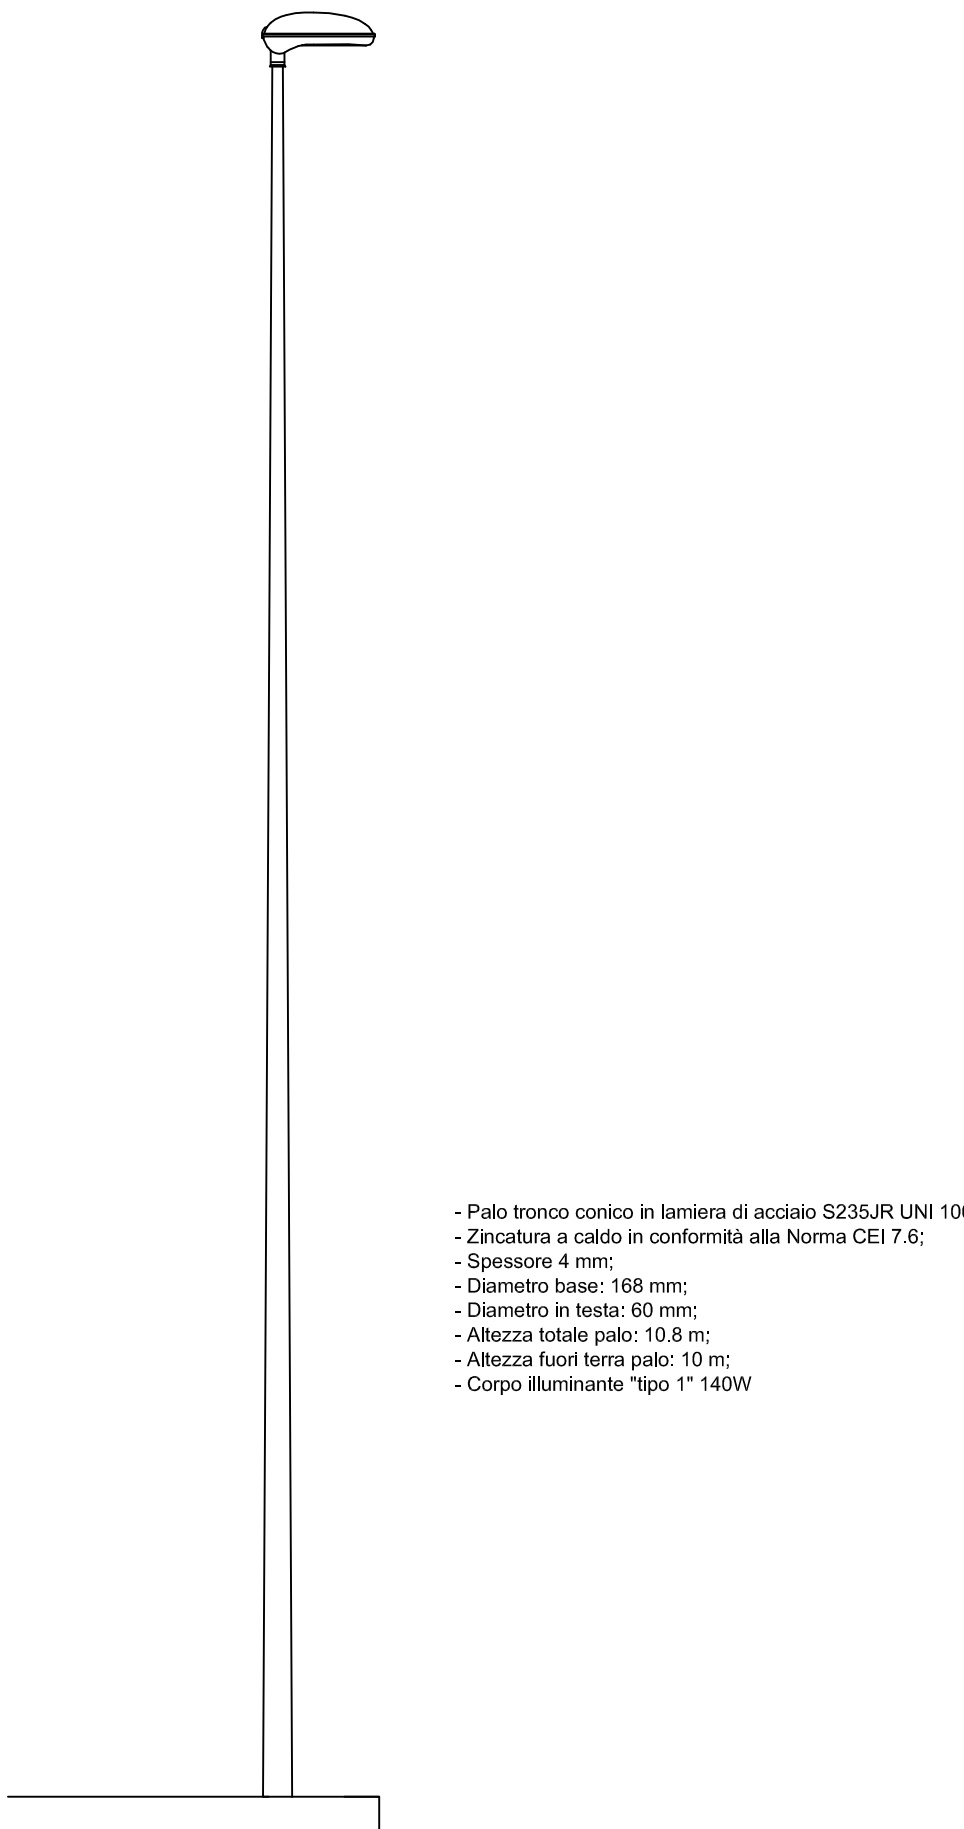 - Palo tronco conico in lamiera di acciaio S235JR UNI
- Zincatura a caldo in conformità alla Norma CEI 7.6;
- Spessore 4 mm;
- Diametro base: 168 mm;
- Diametro in testa: 60 mm;
- Altezza totale palo: 10.8 m;
- Altezza fuori terra palo: 10 m;
- Corpo illuminante "tipo 1" 140W